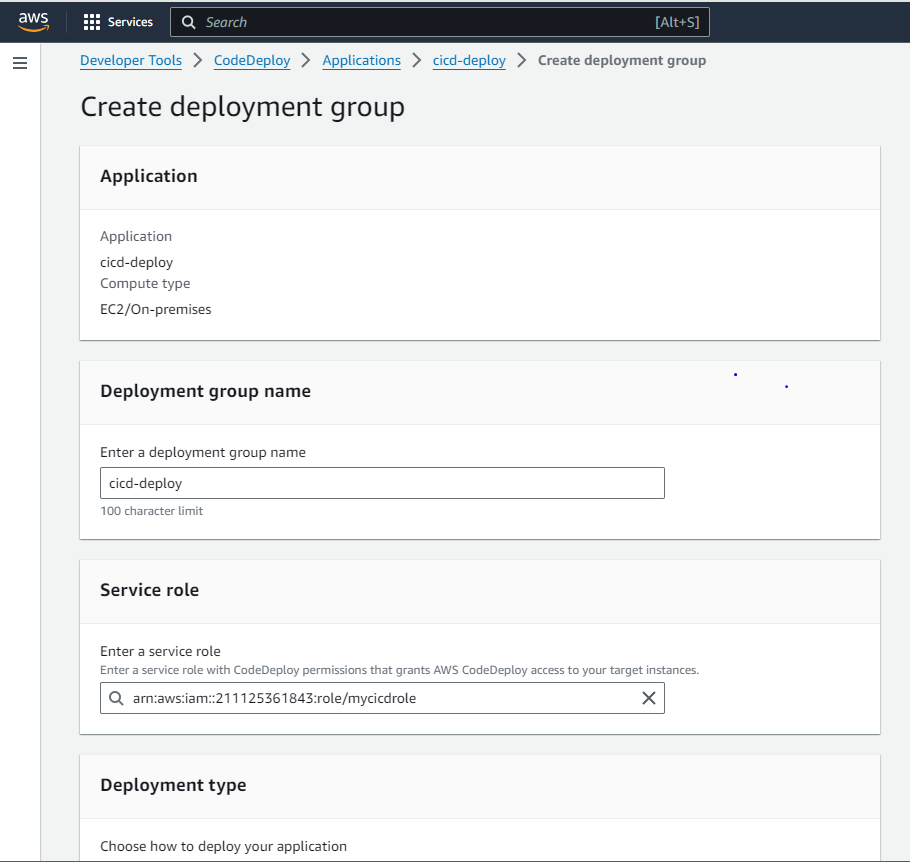 aws
Services
Search
[Alt+S]
Developer Tools > CodeDeploy > Applications > cicd-deploy > Create deployment group
Create deployment group
Application
Application
cicd-deploy
Compute type
EC2/On-premises
Deployment group name
Enter a deployment group name
cicd-deploy
100 character limit
Service role
Enter a service role
Enter a service role with CodeDeploy permissions that grants AWS CodeDeploy access to your target instances.
arn:aws:iam::211125361843:role/mycicdrole
Deployment type
Choose how to deploy your application